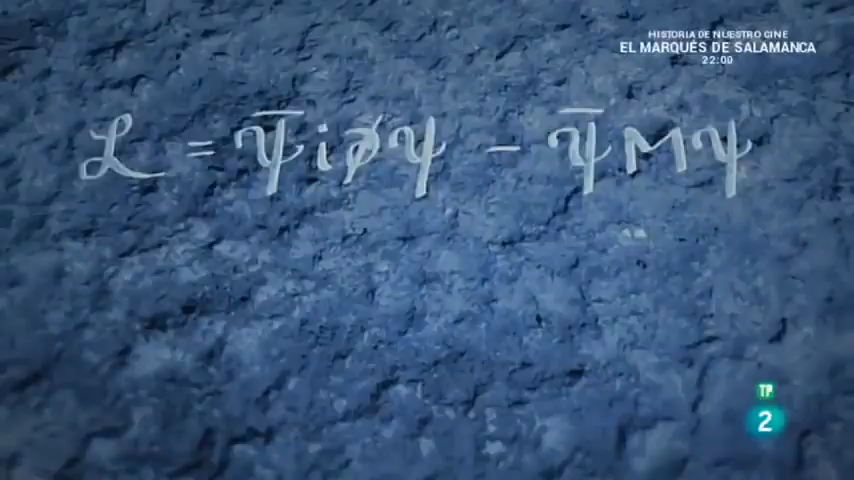 HISTORIA DE NUESTRO CINE
EL MARQUÉS DE SALAMANCA
22:00
ℒ = ψ̄ i∂̸ψ − ψ̄ Mψ
TP
2